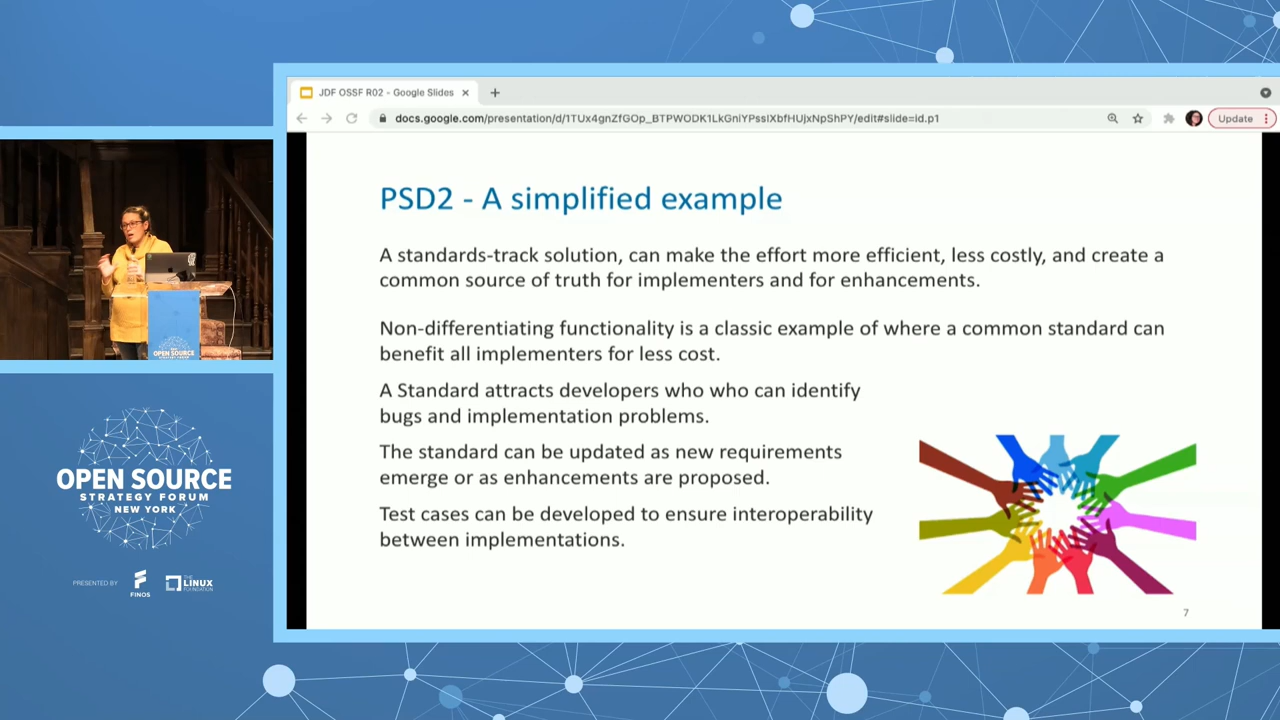 JDF OSSF R02 - Google Slides
docs.google.com/presentation/d/1TUx4gnZfGOp_BTPWODK1LkGniYPssIXbfHUjxNpShPY/edit#slide=id.p1
Update
PSD2 - A simplified example
A standards-track solution, can make the effort more efficient, less costly, and create a
common source of truth for implementers and for enhancements.
Non-differentiating functionality is a classic example of where a common standard can
benefit all implementers for less cost.
A Standard attracts developers who who can identify
bugs and implementation problems.
The standard can be updated as new requirements
emerge or as enhancements are proposed.
Test cases can be developed to ensure interoperability
between implementations.
7
OPEN SOURCE
STRATEGY FORUM
OPEN SOURCE
STRATEGY FORUM
NEW YORK
PRESENTED BY
FINOS
THE
LINUX
FOUNDATION